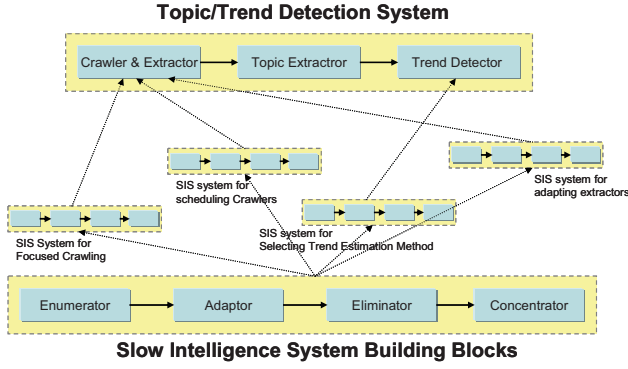 Topic/Trend Detection System
Crawler & Extractor
Topic Extractror
Trend Detector
SIS system for
scheduling Crawlers
SIS system for
adapting extractors
SIS System for
Focused Crawling
SIS system for
Selecting Trend Estimation Method
Enumerator
Adaptor
Eliminator
Concentrator
Slow Intelligence System Building Blocks